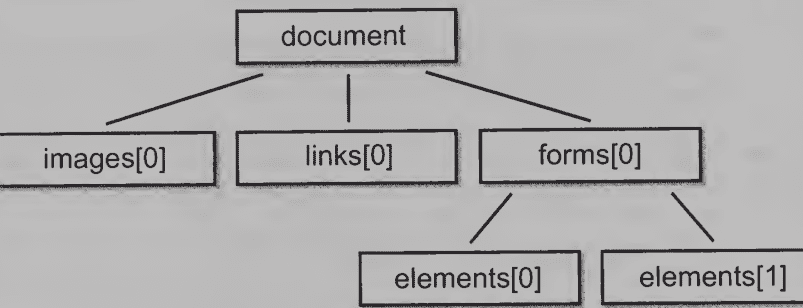 document
images[0]
links[0]
forms[0]
elements[0]
elements[1]